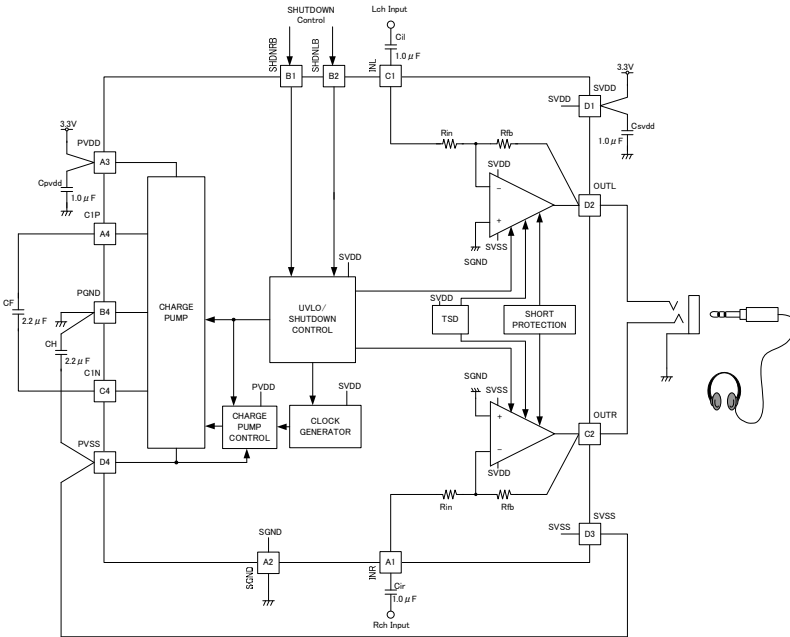 SHUTDOWN
Control
Lch Input
Cil
1.0μF
SHDNRB
SHDNLB
INL
B1
B2
C1
3.3V
SVDD
SVDD
D1
Csvdd
1.0μF
3.3V
PVDD
A3
Cpvdd
1.0μF
Rin
Rfb
SVDD
−
+
SVSS
SGND
OUTL
D2
C1P
A4
CF
2.2μF
PGND
B4
CH
2.2μF
C1N
C4
PVSS
D4
CHARGE
PUMP
SVDD
UVLO/
SHUTDOWN
CONTROL
SVDD
TSD
SHORT
PROTECTION
PVDD
CHARGE
PUMP
CONTROL
SVDD
CLOCK
GENERATOR
SGND
SVSS
+
−
SVDD
OUTR
C2
Rin
Rfb
SGND
A2
SGND
INR
A1
Cir
1.0μF
Rch Input
SVSS
SVSS
D3